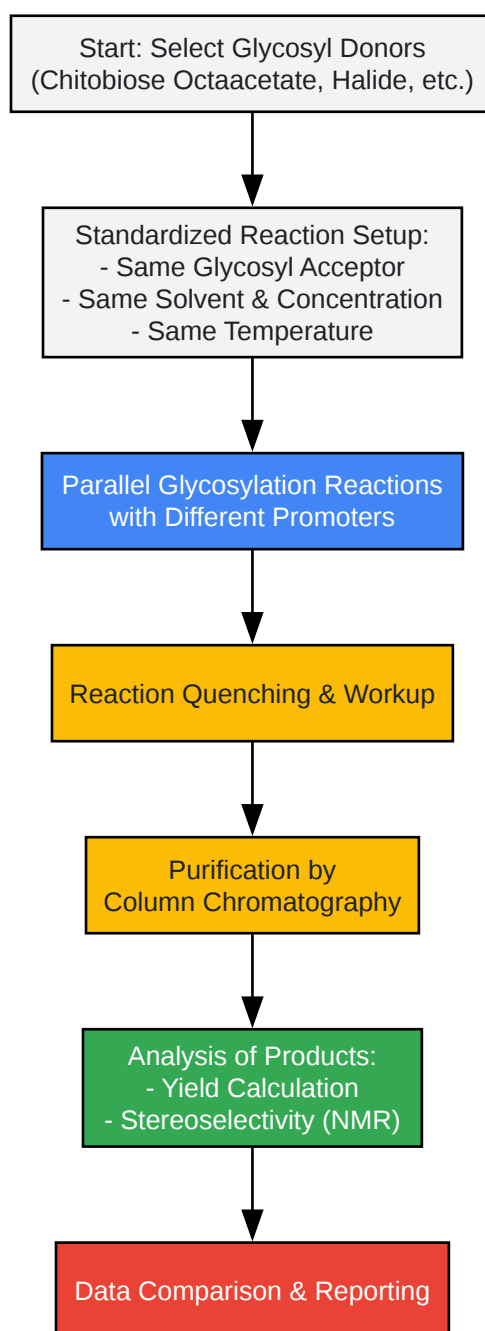 Start: Select Glycosyl Donors
(Chitobiose Octaacetate, Halide, etc.)
Standardized Reaction Setup:
- Same Glycosyl Acceptor
- Same Solvent & Concentration
- Same Temperature
Parallel Glycosylation Reactions
with Different Promoters
Reaction Quenching & Workup
Purification by
Column Chromatography
Analysis of Products:
- Yield Calculation
- Stereoselectivity (NMR)
Data Comparison & Reporting